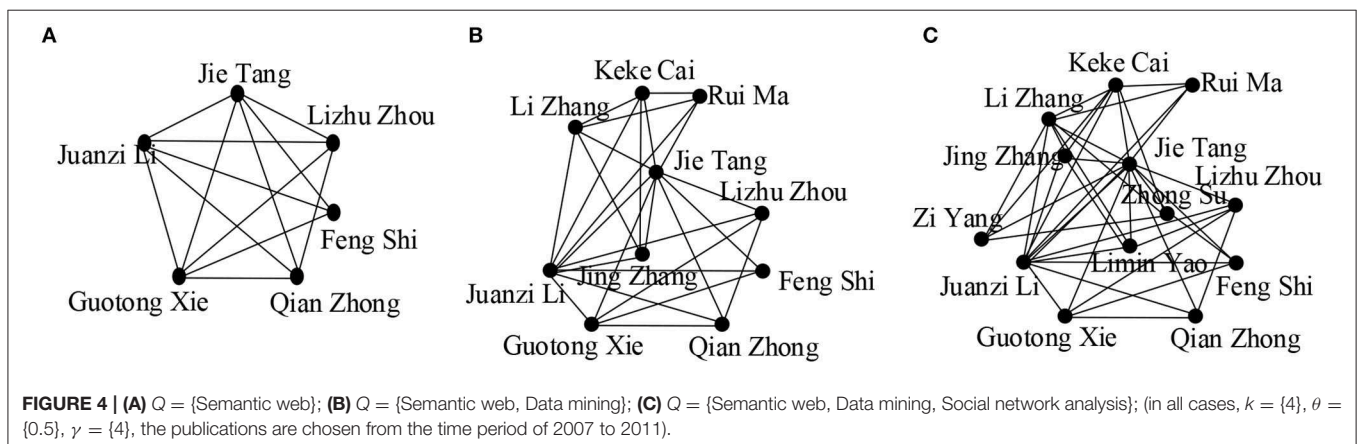 A
Jie Tang
Lizhu Zhou
Juanzi Li
Feng Shi
Guotong Xie
Qian Zhong
B
Keke Cai
Rui Ma
Li Zhang
Jie Tang
Lizhu Zhou
Jing Zhang
Feng Shi
Juanzi Li
Guotong Xie
Qian Zhong
C
Keke Cai
Rui Ma
Li Zhang
Jing Zhang
Jie Tang
Lizhu Zhou
Zhong Su
Zi Yang
Limin Yao
Juanzi Li
Feng Shi
Guotong Xie
Qian Zhong
FIGURE 4 | (A) Q = {Semantic web}; (B) Q = {Semantic web, Data mining}; (C) Q = {Semantic web, Data mining, Social network analysis}; (in all cases, k = {4}, θ =
{0.5}, γ = {4}, the publications are chosen from the time period of 2007 to 2011).